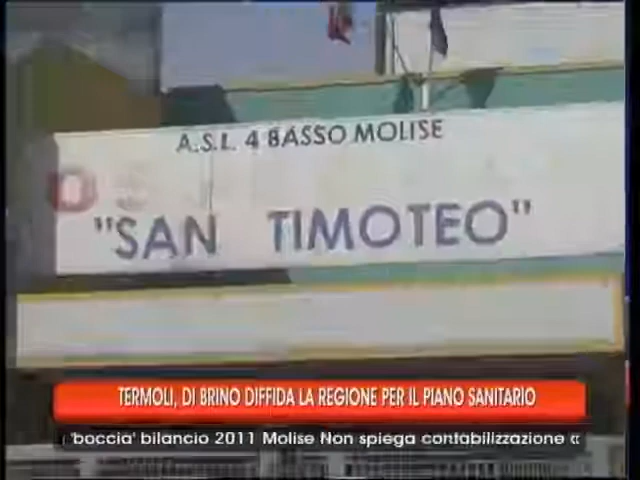 A.S.L. 4 BASSO MOLISE
"SAN TIMOTEO"
TERMOLI, DI BRINO DIFFIDA LA REGIONE PER IL PIANO SANITARIO
'boccia' bilancio 2011 Molise Non spiega contabilizzazione